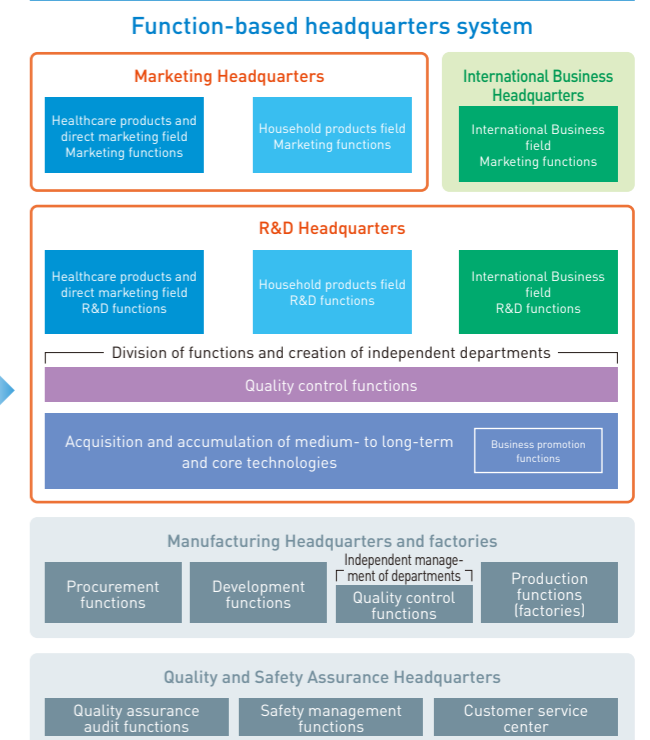 Function-based headquarters system
Marketing Headquarters
Healthcare products and
direct marketing field
Marketing functions
Household products field
Marketing functions
International Business
Headquarters
International Business
field
Marketing functions
R&D Headquarters
Healthcare products and
direct marketing field
R&D functions
Household products field
R&D functions
International Business
field
R&D functions
Division of functions and creation of independent departments
Quality control functions
Acquisition and accumulation of medium- to long-term
and core technologies
Business promotion
functions
Manufacturing Headquarters and factories
Procurement
functions
Development
functions
Independent manage-
ment of departments
Quality control
functions
Production
functions
(factories)
Quality and Safety Assurance Headquarters
Quality assurance
audit functions
Safety management
functions
Customer service
center